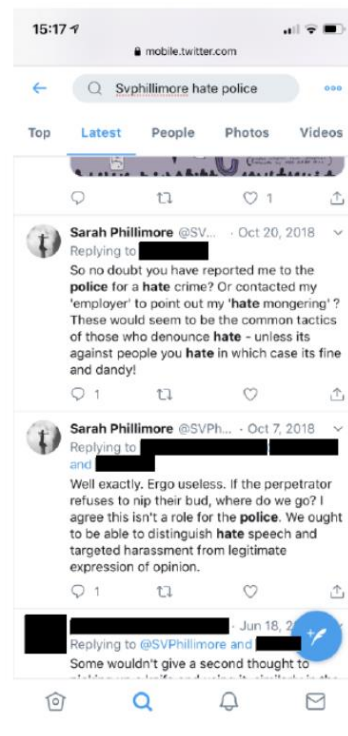 15:17
mobile.twitter.com
Svphillimore hate police
Top Latest People Photos Videos
1
Sarah Phillimore @SV... · Oct 20, 2018
Replying to
So no doubt you have reported me to the
police for a hate crime? Or contacted my
'employer' to point out my 'hate mongering' ?
These would seem to be the common tactics
of those who denounce hate - unless its
against people you hate in which case its fine
and dandy!
1
Sarah Phillimore @SVPh... · Oct 7, 2018
Replying to
and
Well exactly. Ergo useless. If the perpetrator
refuses to nip their bud, where do we go? I
agree this isn't a role for the police. We ought
to be able to distinguish hate speech and
targeted harassment from legitimate
expression of opinion.
1
· Jun 18, 2
Replying to @SVPhillimore and
Some wouldn't give a second thought to